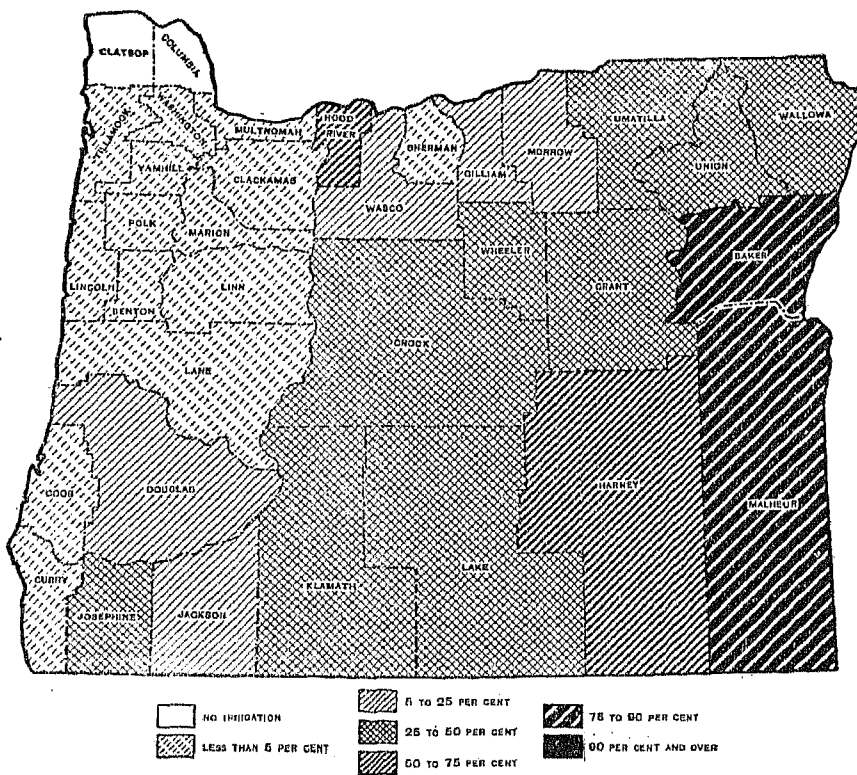 CLATSOP
COLUMBIA
TILLAMOOK
WASHINGTON
MULTNOMAH
HOOD
RIVER
SHERMAN
GILLIAM
MORROW
UMATILLA
WALLOWA
UNION
YAMHILL
CLACKAMAS
WASCO
POLK
MARION
WHEELER
BAKER
LINCOLN
BENTON
LINN
GRANT
CROOK
LANE
COOS
DOUGLAS
HARNEY
MALHEUR
CURRY
JOSEPHINE
JACKSON
KLAMATH
LAKE
NO IRRIGATION
LESS THAN 5 PER CENT
5 TO 25 PER CENT
25 TO 50 PER CENT
50 TO 75 PER CENT
75 TO 90 PER CENT
90 PER CENT AND OVER